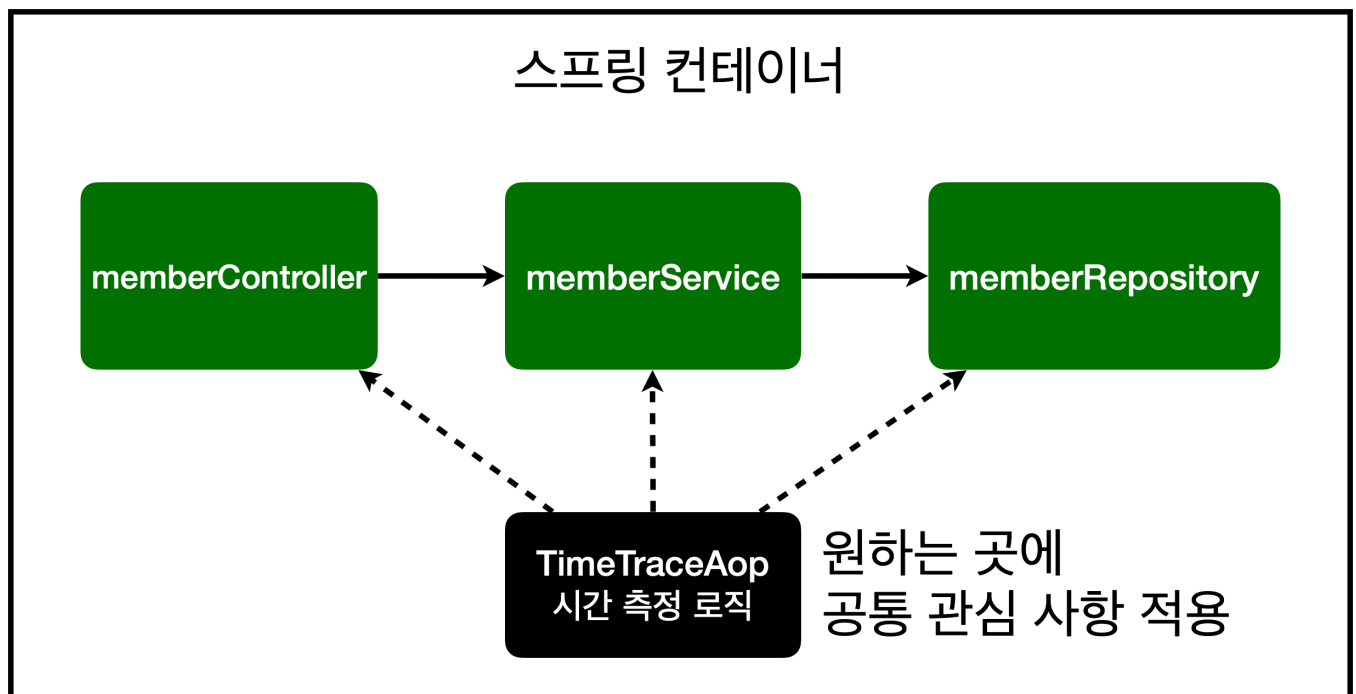 스프링 컨테이너
memberController
memberService
memberRepository
TimeTraceAop
시간 측정 로직
원하는 곳에
공통 관심 사항 적용